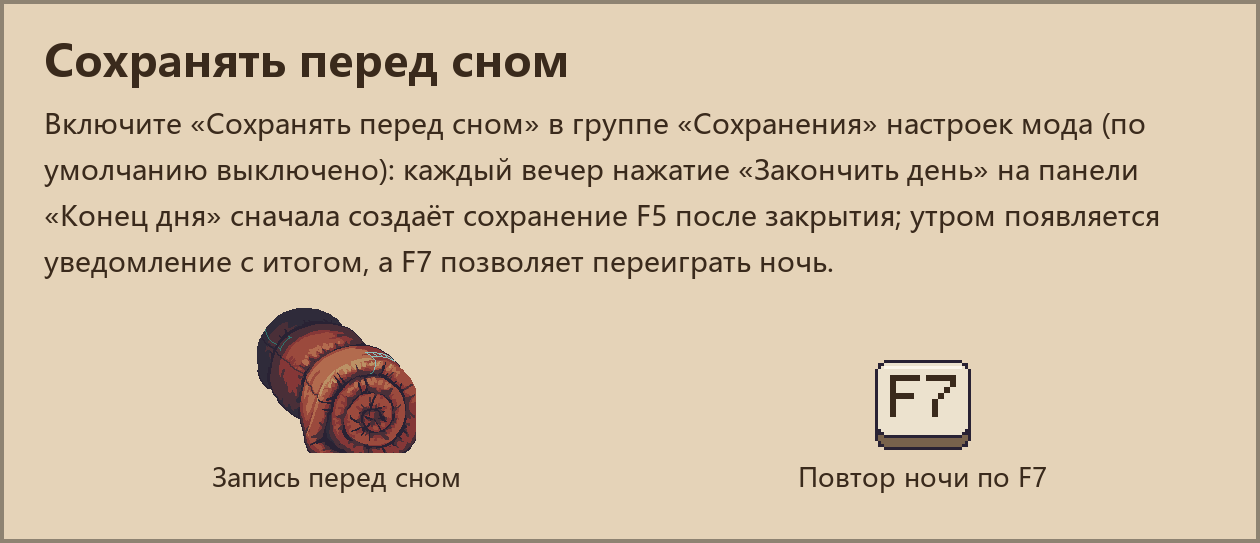 Сохранять перед сном
Включите «Сохранять перед сном» в группе «Сохранения» настроек мода (по
умолчанию выключено): каждый вечер нажатие «Закончить день» на панели
«Конец дня» сначала создаёт сохранение F5 после закрытия; утром появляется
уведомление с итогом, а F7 позволяет переиграть ночь.
F7
Запись перед сном
Повтор ночи по F7